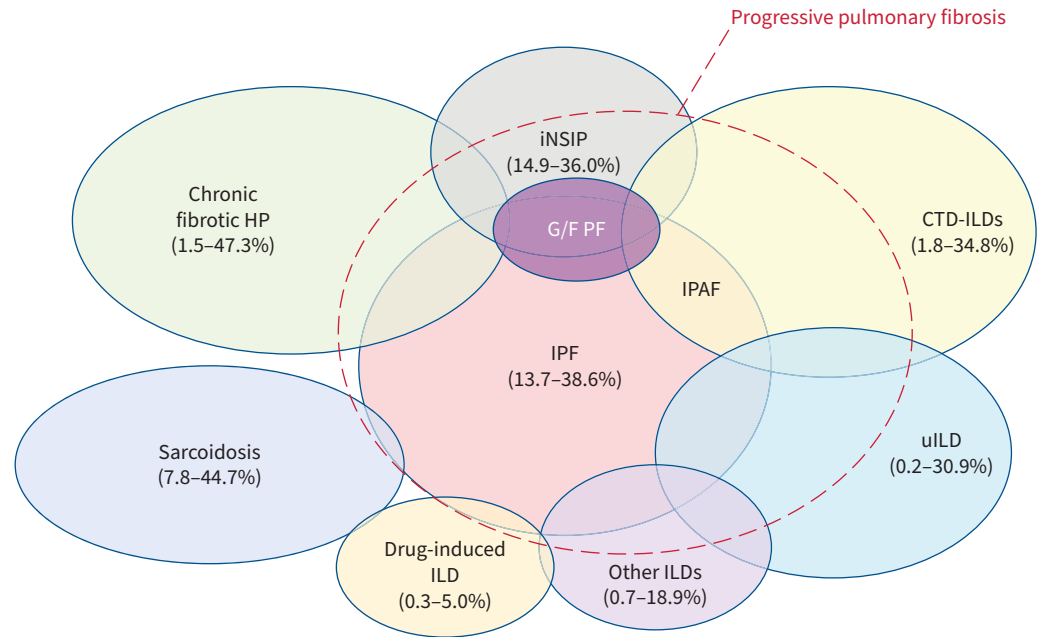 Progressive pulmonary fibrosis
iNSIP
(14.9–36.0%)
Chronic
fibrotic HP
(1.5–47.3%)
G/F PF
CTD-ILDs
(1.8–34.8%)
IPAF
IPF
(13.7–38.6%)
Sarcoidosis
(7.8–44.7%)
uILD
(0.2–30.9%)
Drug-induced
ILD
(0.3–5.0%)
Other ILDs
(0.7–18.9%)